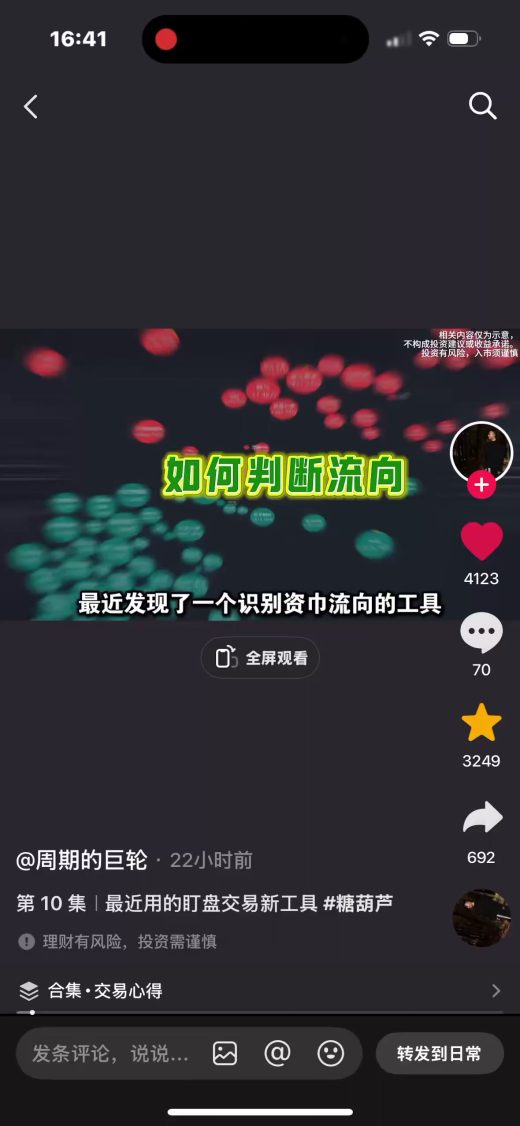 16:41
相关内容仅为示意，
不构成投资建议或收益承诺。
投资有风险，入市须谨慎
如何判断流向
最近发现了一个识别资巾流向的工具
4123
全屏观看
70
3249
692
@周期的巨轮 · 22小时前
第 10 集 | 最近用的盯盘交易新工具 #糖葫芦
理财有风险，投资需谨慎
合集·交易心得
发条评论，说说...
转发到日常